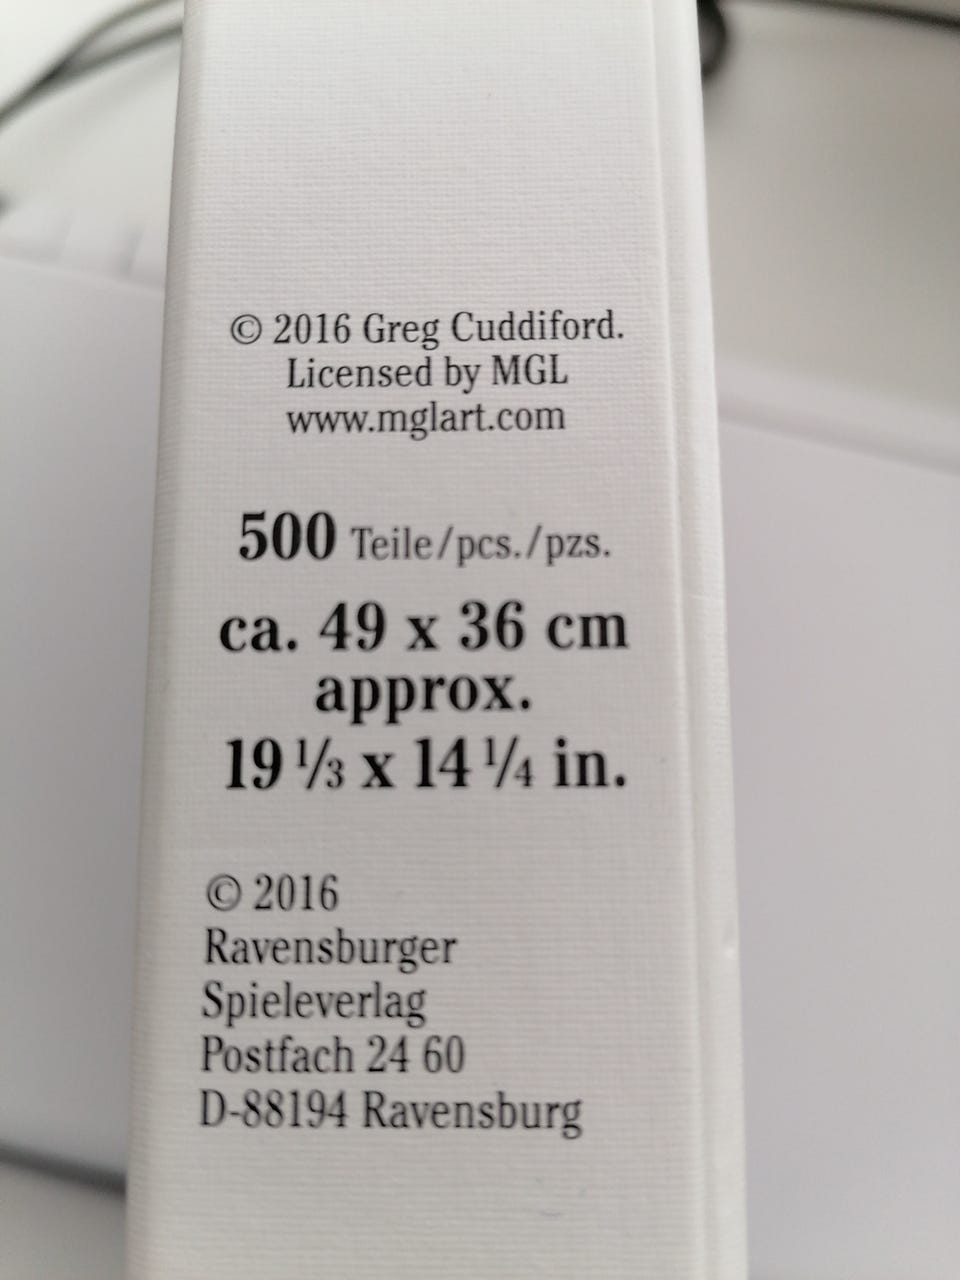 © 2016 Greg Cuddiford.
Licensed by MGL
www.mglart.com
500 Teile/pcs./pzs.
ca. 49 x 36 cm
approx.
19 1/3 x 14 1/4 in.
© 2016
Ravensburger
Spieleverlag
Postfach 24 60
D-88194 Ravensburg